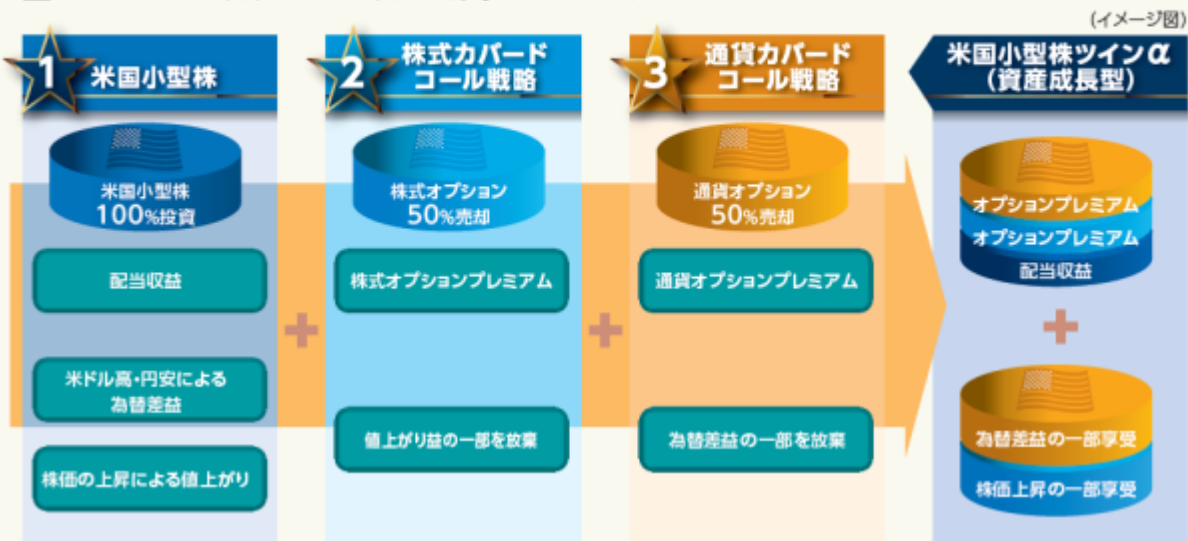 (イメージ図)
1 米国小型株
米国小型株
100%投資
配当収益
米ドル高・円安による
為替差益
株価の上昇による値上がり
+
2 株式カバード
コール戦略
株式オプション
50%売却
株式オプションプレミアム
値上がり益の一部を放棄
+
3 通貨カバード
コール戦略
通貨オプション
50%売却
通貨オプションプレミアム
為替差益の一部を放棄
米国小型株ツインα
(資産成長型)
オプションプレミアム
オプションプレミアム
配当収益
+
為替差益の一部享受
株価上昇の一部享受